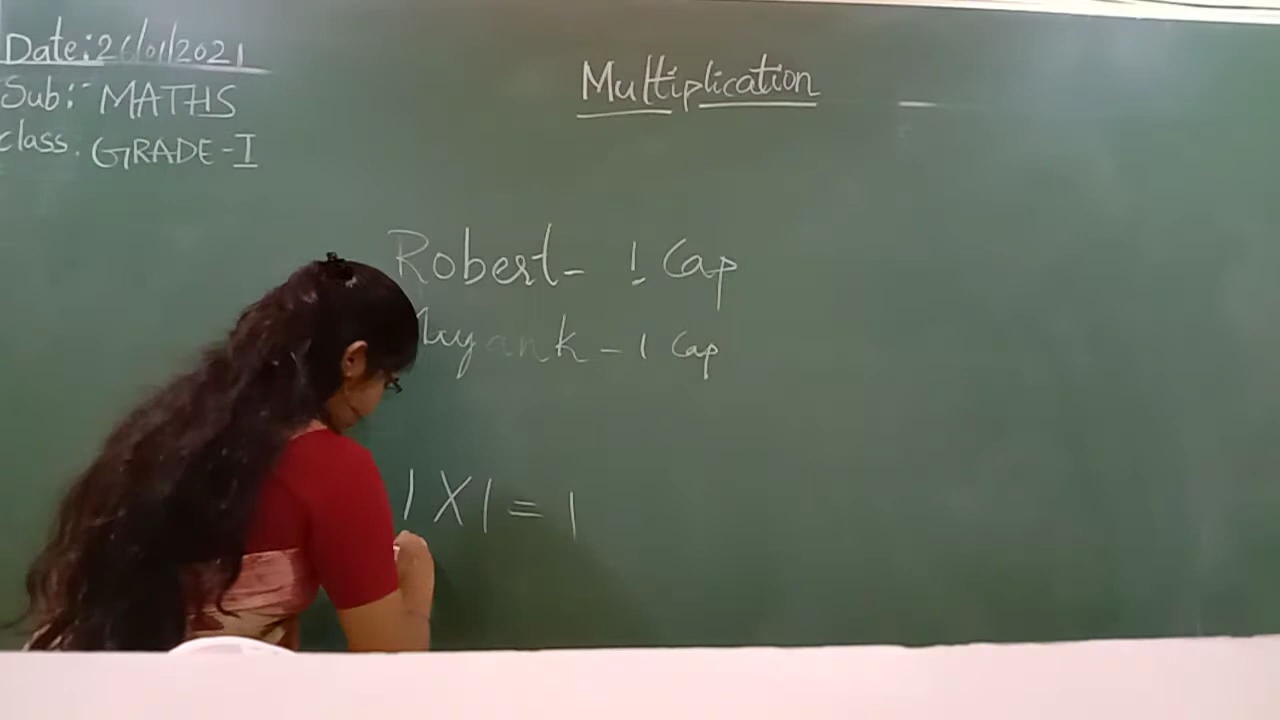 Date: 26/01/2021
Sub:- MATHS
class. GRADE-I
Multiplication
Robert - 1 Cap
Mayank - 1 Cap
1 X 1 = 1